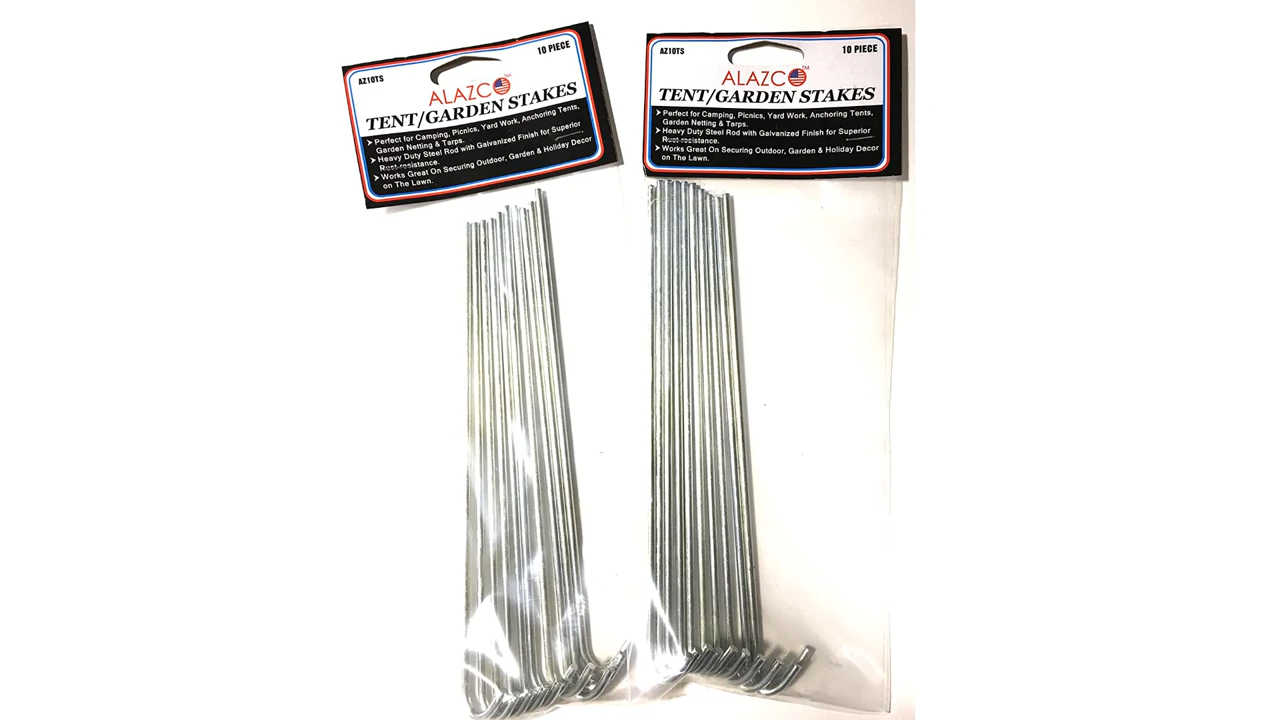 AZ10TS
10 PIECE
ALAZCO™
TENT/GARDEN STAKES
➤ Perfect for Camping, Picnics, Yard Work, Anchoring Tents,
Garden Netting & Tarps.
➤ Heavy Duty Steel Rod with Galvanized Finish for Superior
Rust-resistance.
➤ Works Great On Securing Outdoor, Garden & Holiday Decor
on The Lawn.
AZ10TS
10 PIECE
ALAZCO™
TENT/GARDEN STAKES
➤ Perfect for Camping, Picnics, Yard Work, Anchoring Tents,
Garden Netting & Tarps.
➤ Heavy Duty Steel Rod with Galvanized Finish for Superior
Rust-resistance.
➤ Works Great On Securing Outdoor, Garden & Holiday Decor
on The Lawn.